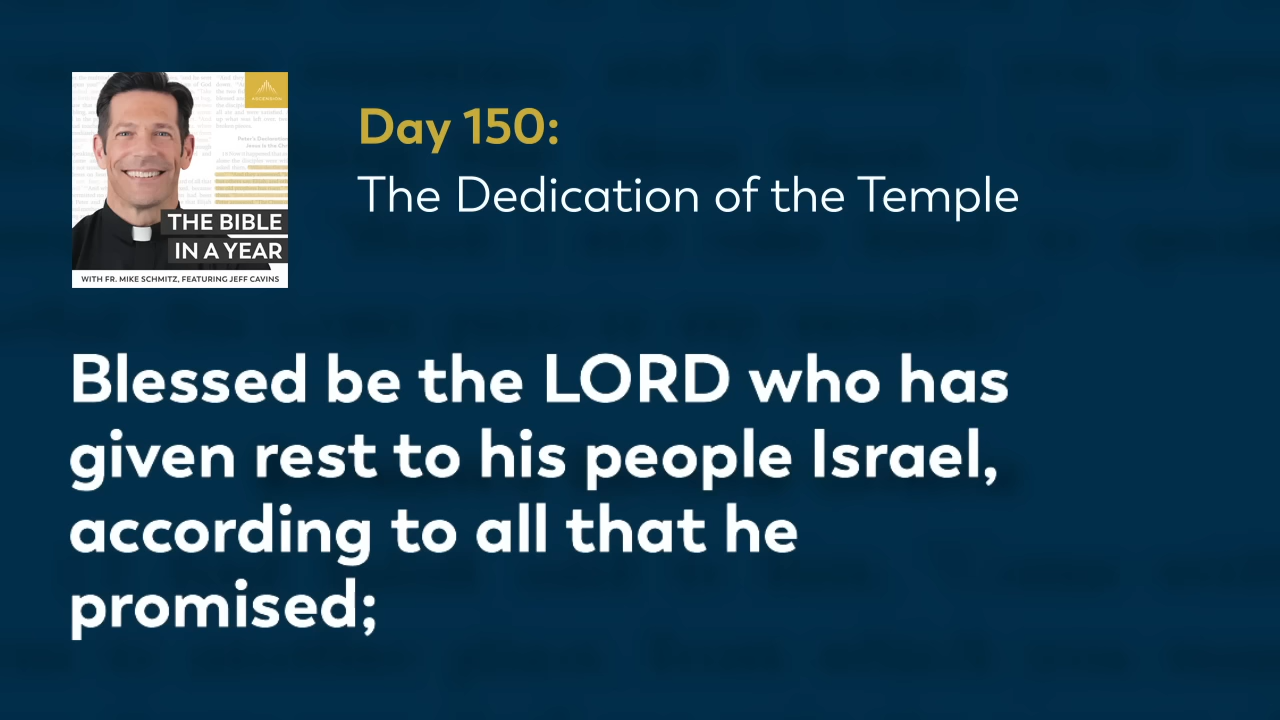 ASCENSION
THE BIBLE
IN A YEAR
WITH FR. MIKE SCHMITZ, FEATURING JEFF CAVINS
Day 150:
The Dedication of the Temple
Blessed be the LORD who has
given rest to his people Israel,
according to all that he
promised;